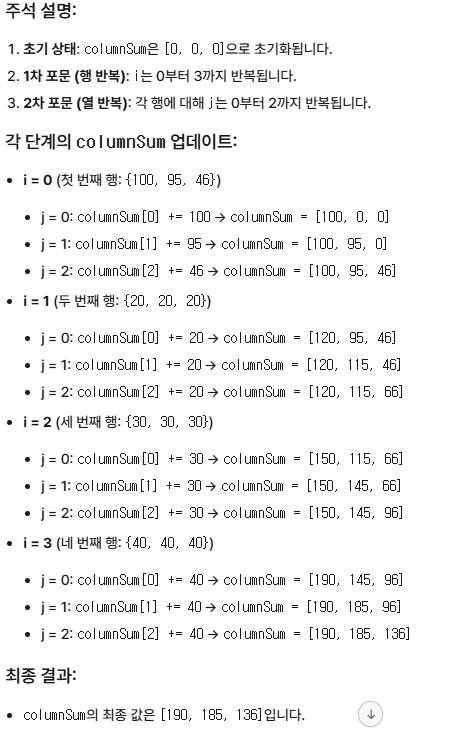 주석 설명:
1. 초기 상태: columnSum은 [0, 0, 0]으로 초기화됩니다.
2. 1차 포문 (행 반복): i는 0부터 3까지 반복됩니다.
3. 2차 포문 (열 반복): 각 행에 대해 j는 0부터 2까지 반복됩니다.
각 단계의 columnSum 업데이트:
• i = 0 (첫 번째 행: {100, 95, 46})
• j = 0: columnSum[0] += 100 → columnSum = [100, 0, 0]
• j = 1: columnSum[1] += 95 → columnSum = [100, 95, 0]
• j = 2: columnSum[2] += 46 → columnSum = [100, 95, 46]
• i = 1 (두 번째 행: {20, 20, 20})
• j = 0: columnSum[0] += 20 → columnSum = [120, 95, 46]
• j = 1: columnSum[1] += 20 → columnSum = [120, 115, 46]
• j = 2: columnSum[2] += 20 → columnSum = [120, 115, 66]
• i = 2 (세 번째 행: {30, 30, 30})
• j = 0: columnSum[0] += 30 → columnSum = [150, 115, 66]
• j = 1: columnSum[1] += 30 → columnSum = [150, 145, 66]
• j = 2: columnSum[2] += 30 → columnSum = [150, 145, 96]
• i = 3 (네 번째 행: {40, 40, 40})
• j = 0: columnSum[0] += 40 → columnSum = [190, 145, 96]
• j = 1: columnSum[1] += 40 → columnSum = [190, 185, 96]
• j = 2: columnSum[2] += 40 → columnSum = [190, 185, 136]
최종 결과:
• columnSum의 최종 값은 [190, 185, 136]입니다.